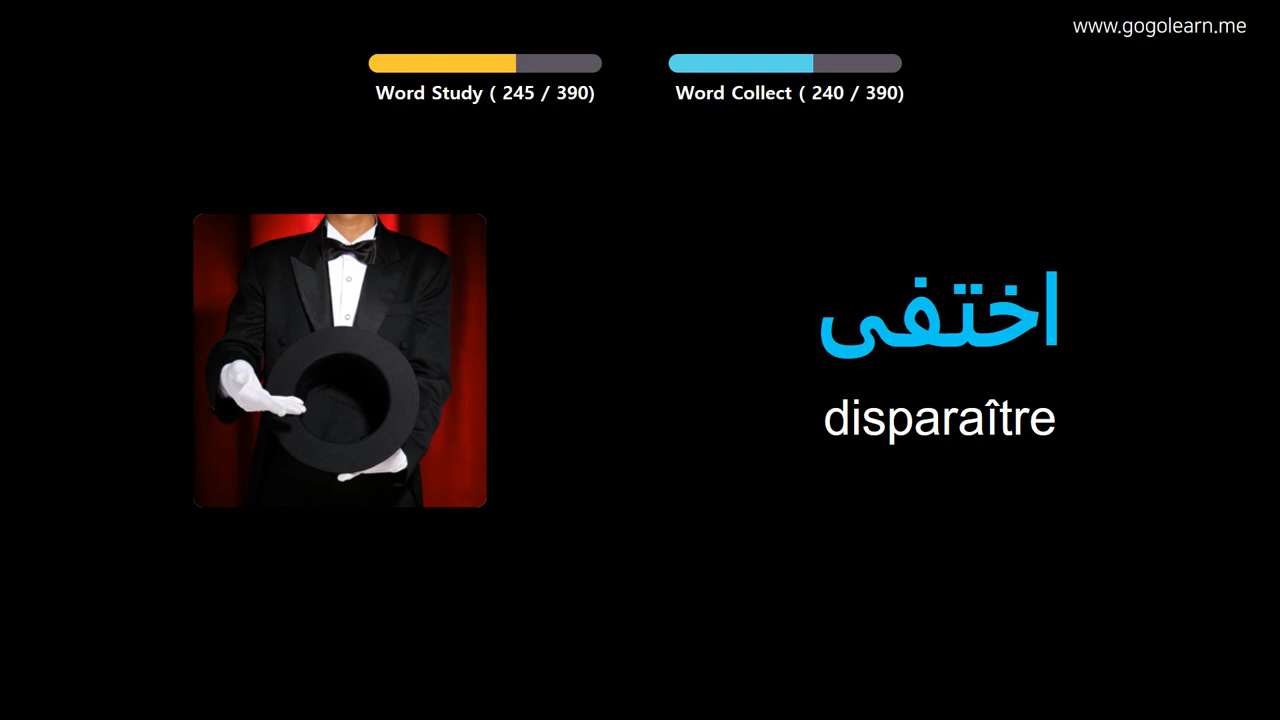 www.gogolearn.me
Word Study ( 245 / 390)
Word Collect ( 240 / 390)
اختفى
disparaître